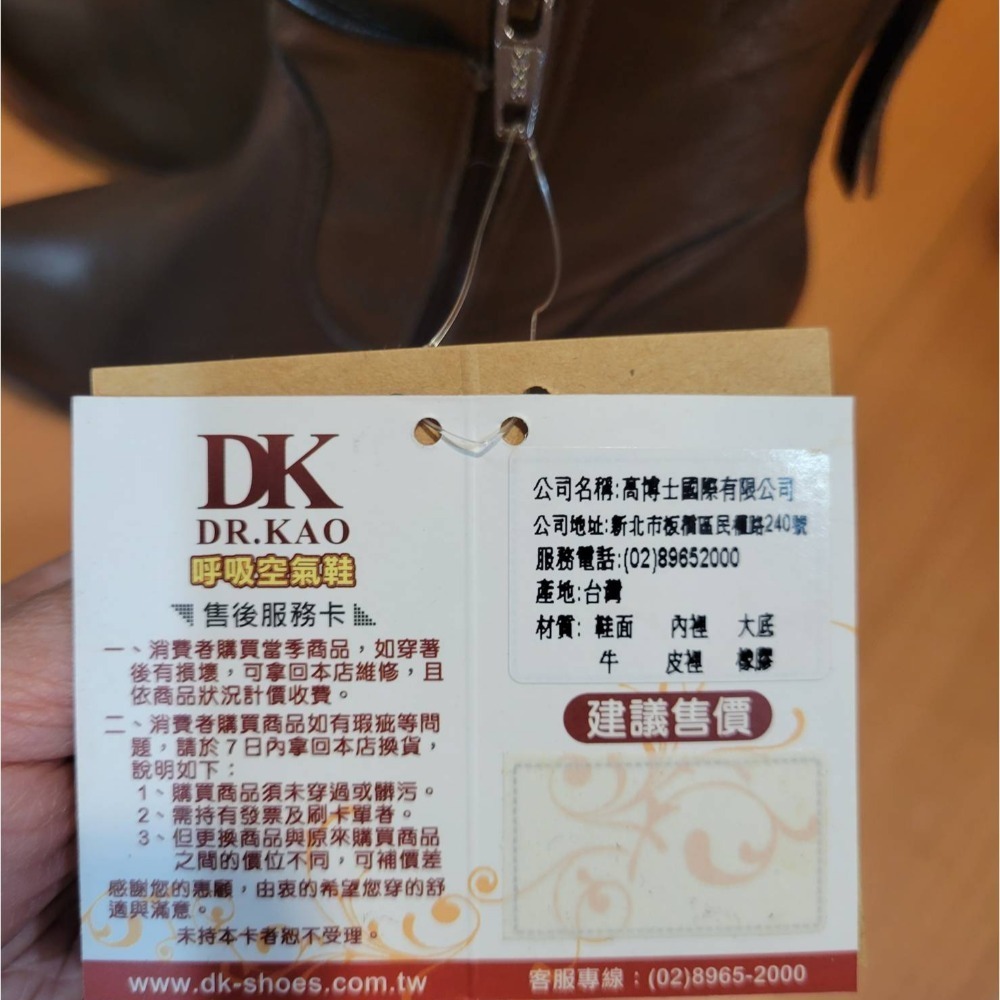 DK
DR.KAO
呼吸空氣鞋
售後服務卡
一、消費者購買當季商品，如穿著
後有損壞，可拿回本店維修，且
依商品狀況計價收費。
二、消費者購買商品如有瑕疵等問
題，請於7日內拿回本店換貨，
說明如下：
1、購買商品須未穿過或髒污。
2、需持有發票及刷卡單者。
3、但更換商品與原來購買商品
之間的價位不同，可補價差
感謝您的惠顧，由衷的希望您穿的舒
適與滿意。
未持本卡者恕不受理。
www.dk-shoes.com.tw
公司名稱:高博士國際有限公司
公司地址:新北市板橋區民權路240號
服務電話:(02)89652000
產地:台灣
材質: 鞋面 內裡 大底
牛 皮裡 橡膠
建議售價
客服專線：(02)8965-2000